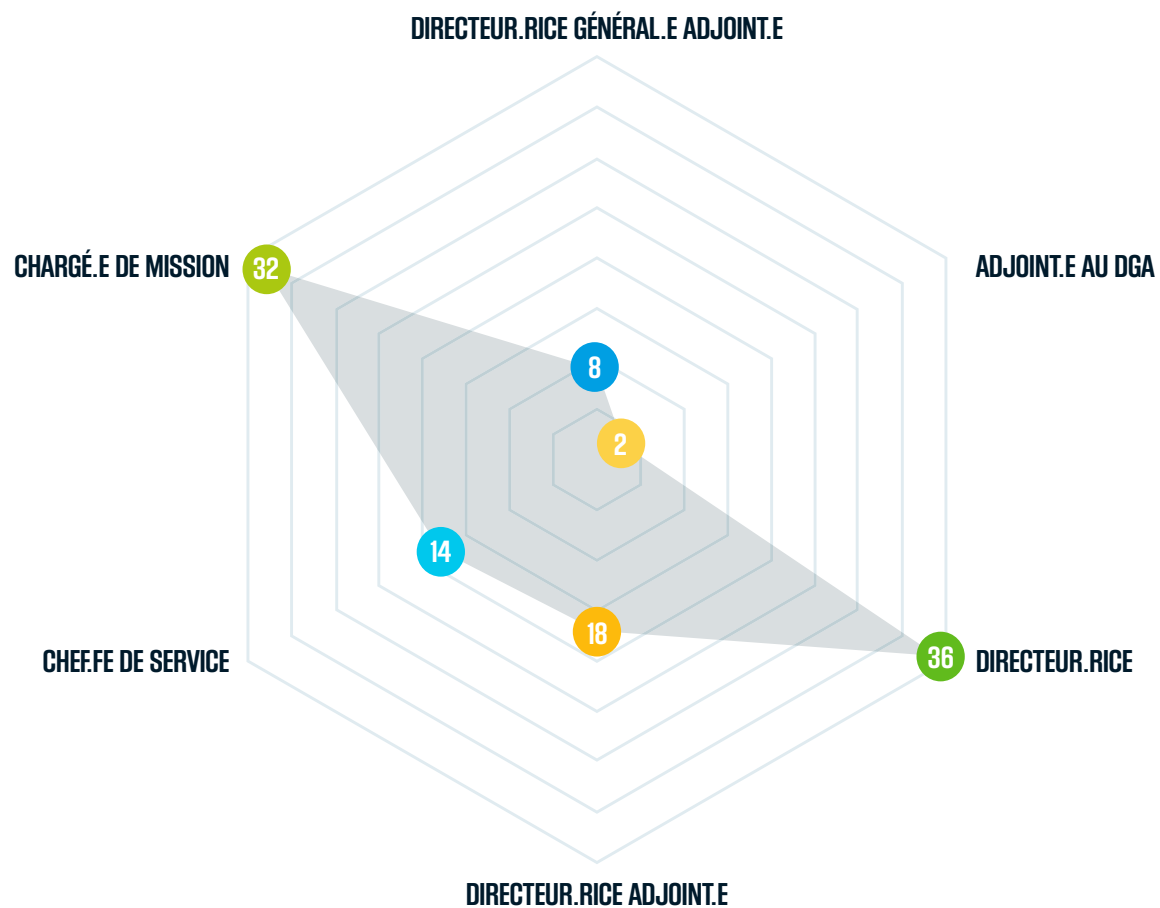 DIRECTEUR.RICE GÉNÉRAL.E ADJOINT.E
CHARGÉ.E DE MISSION
32
ADJOINT.E AU DGA
8
2
14
18
CHEF.FE DE SERVICE
36
DIRECTEUR.RICE
DIRECTEUR.RICE ADJOINT.E